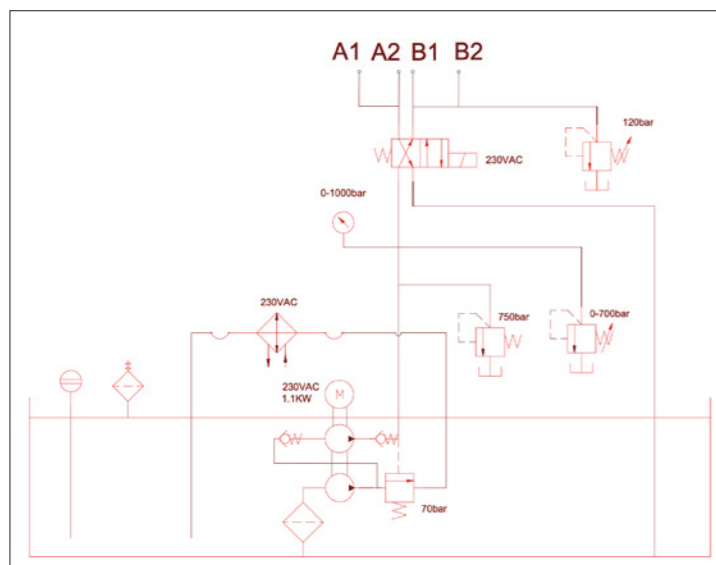 A1 A2 B1 B2
120bar
230VAC
0-1000bar
230VAC
750bar
0-700bar
230VAC
1.1KW
M
70bar